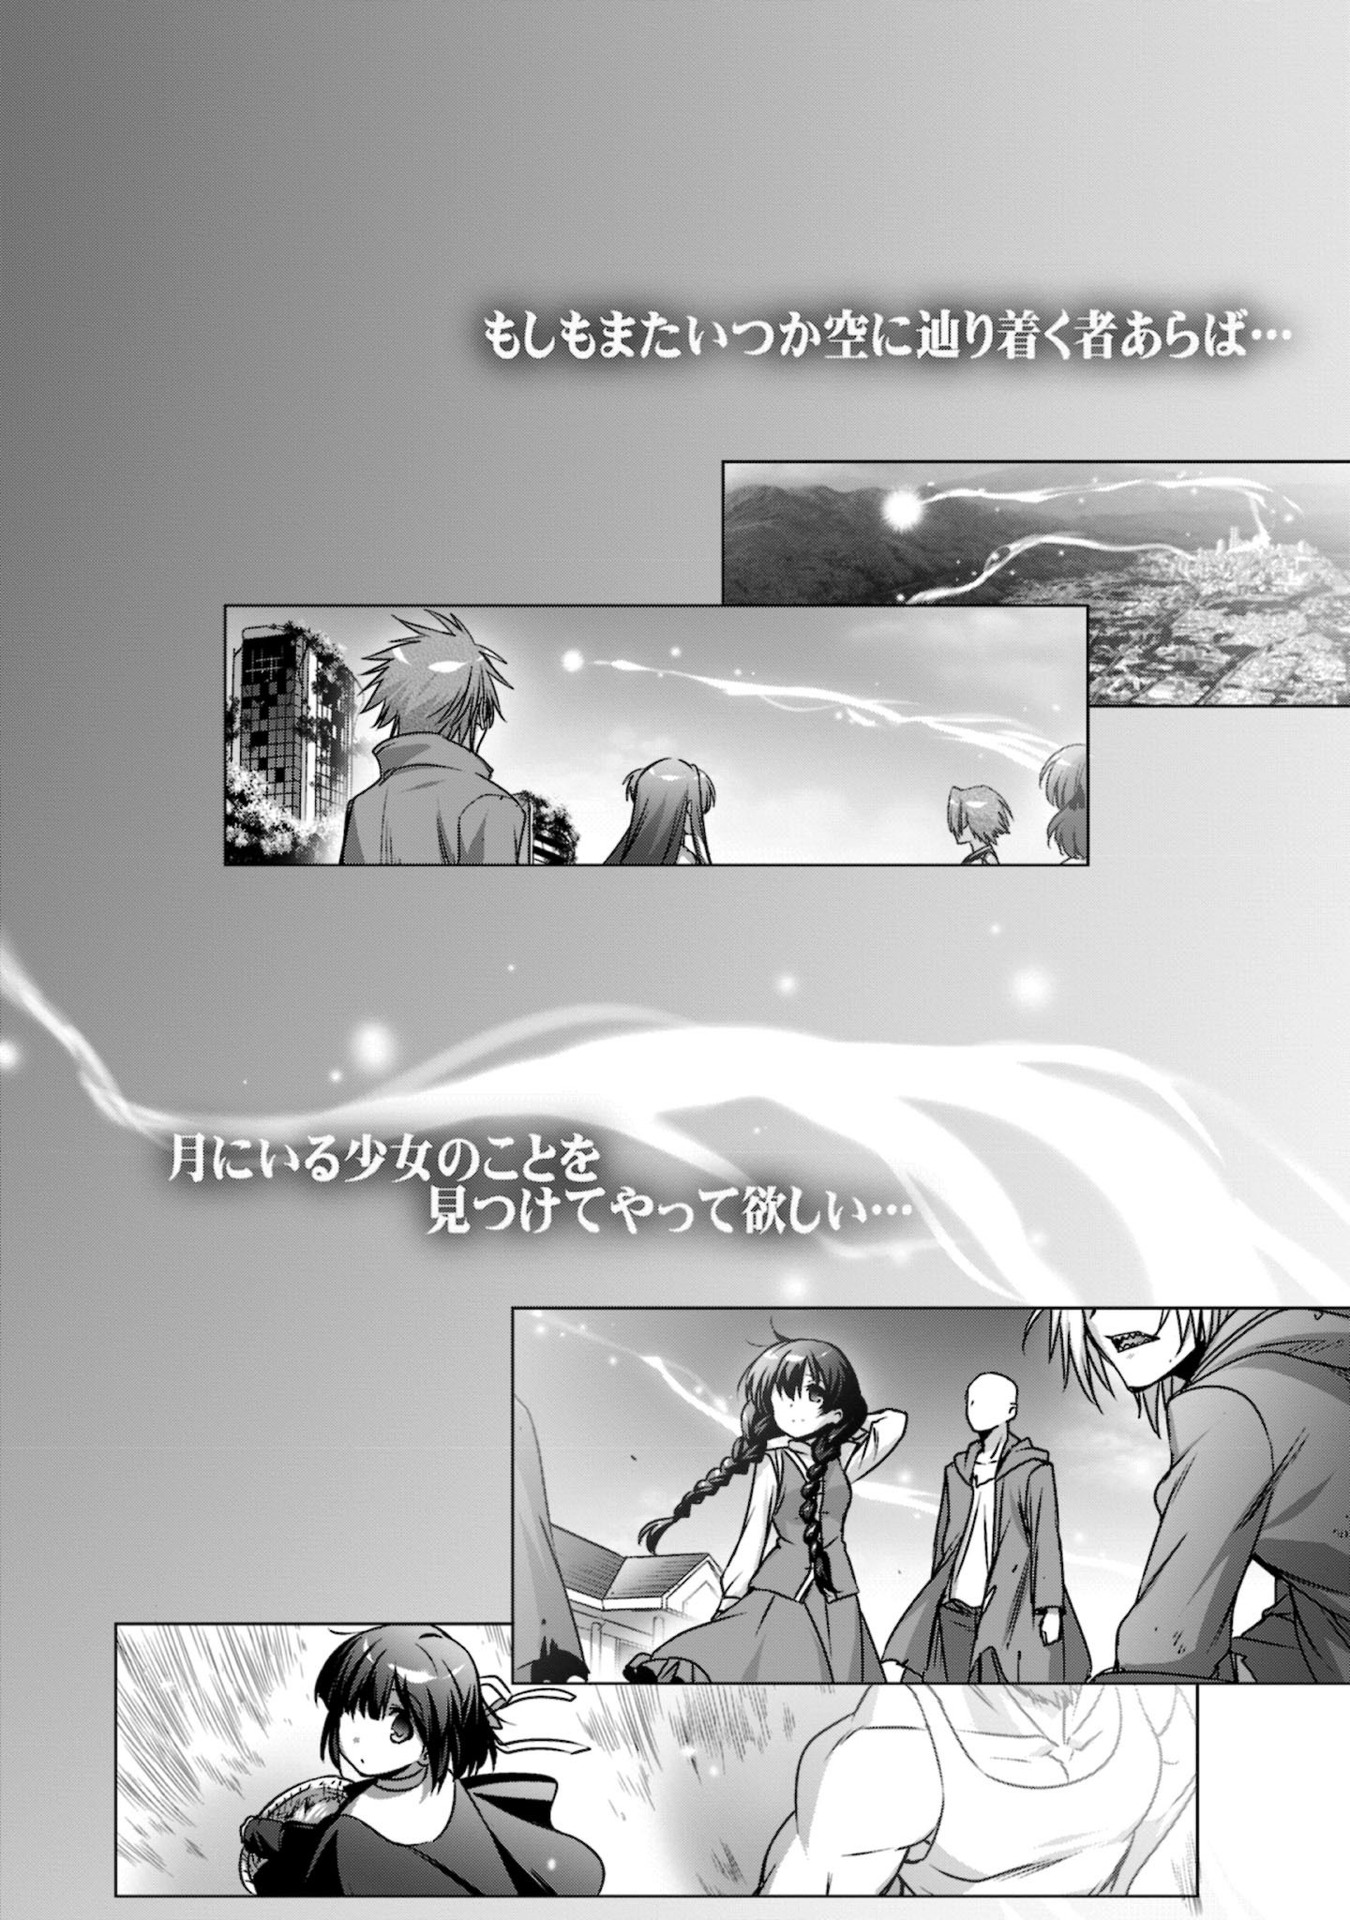 もしもまたいつか空に辿り着く者あらば…
月にいる少女のことを
見つけてやって欲しい…